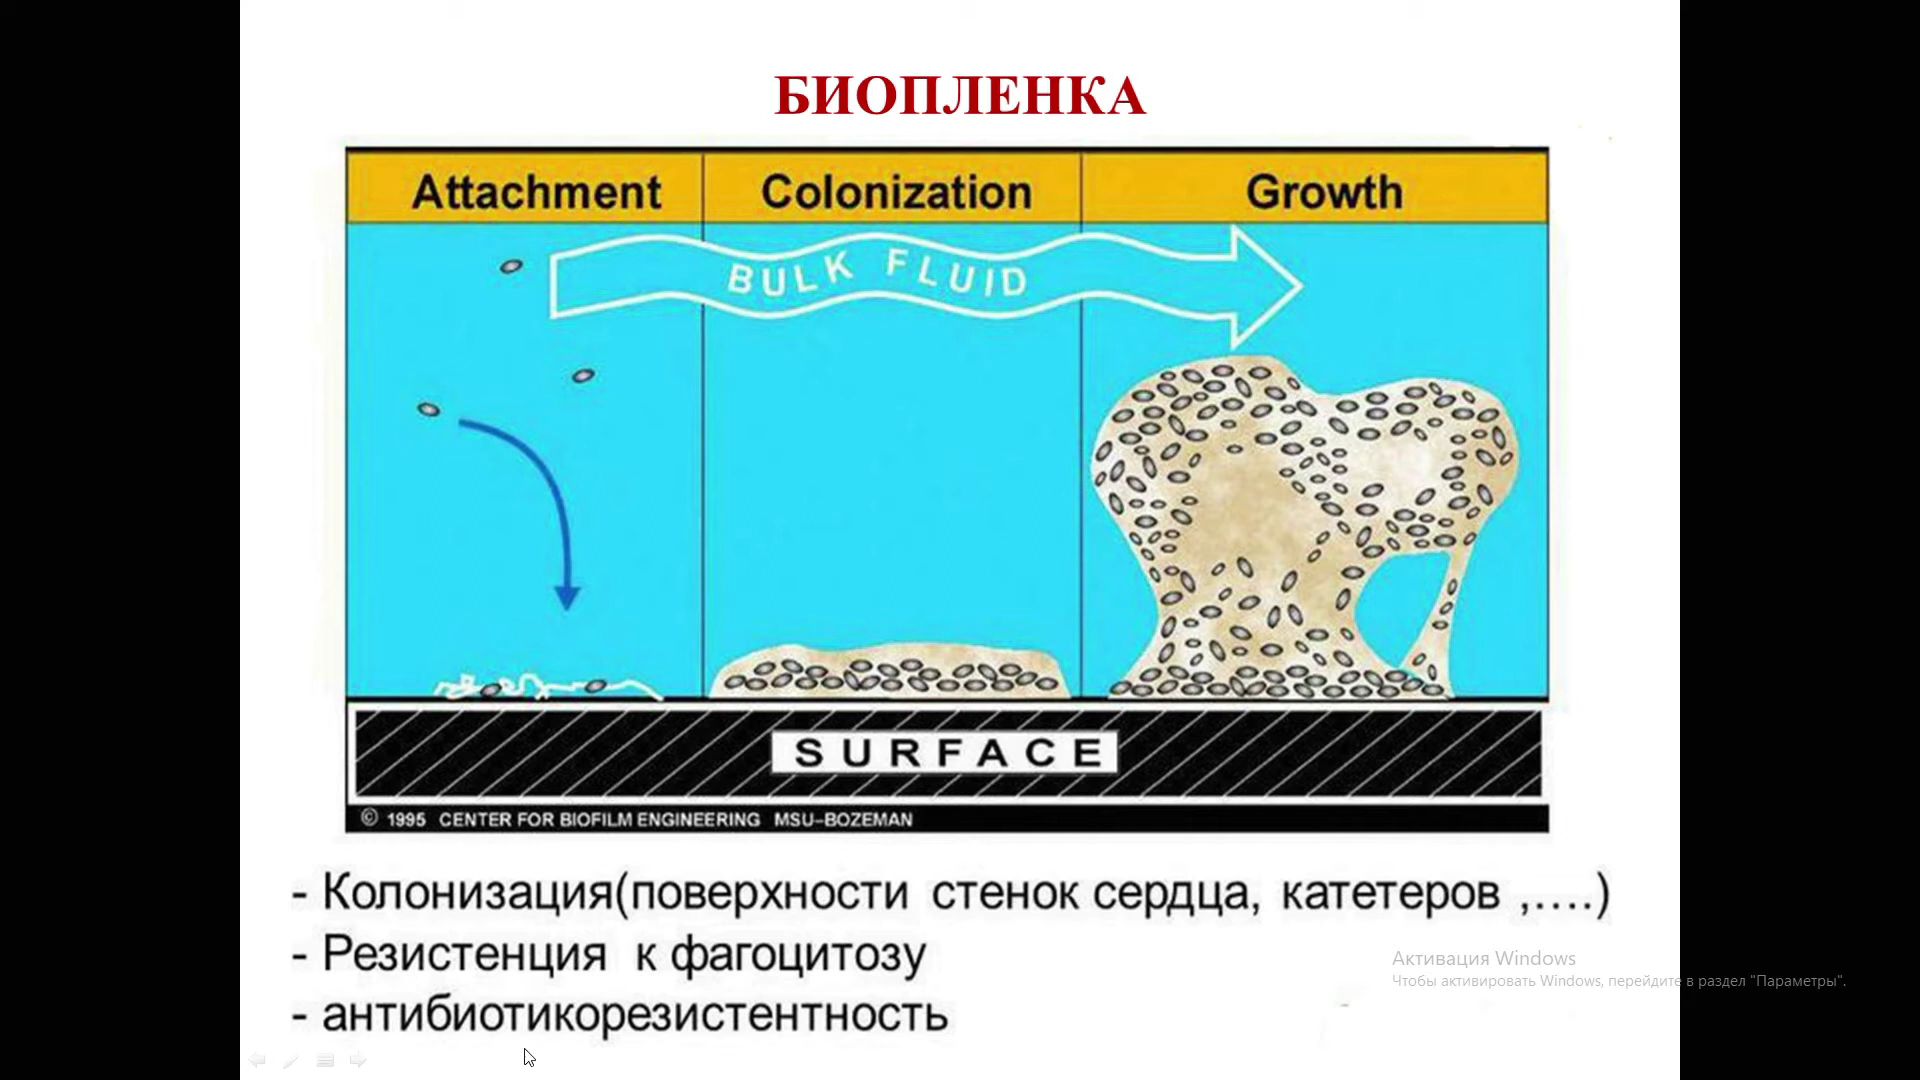 БИОПЛЕНКА
Attachment
Colonization
Growth
BULK FLUID
SURFACE
© 1995 CENTER FOR BIOFILM ENGINEERING MSU–BOZEMAN
- Колонизация(поверхности стенок сердца, катетеров ,….)
- Резистенция к фагоцитозу
- антибиотикорезистентность
Активация Windows
Чтобы активировать Windows, перейдите в раздел "Параметры".